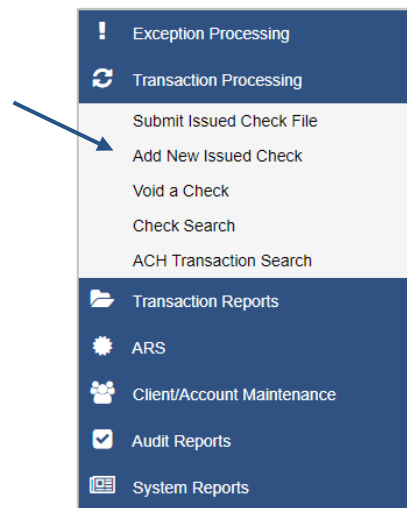 Exception Processing
Transaction Processing
Submit Issued Check File
Add New Issued Check
Void a Check
Check Search
ACH Transaction Search
Transaction Reports
ARS
Client/Account Maintenance
Audit Reports
System Reports